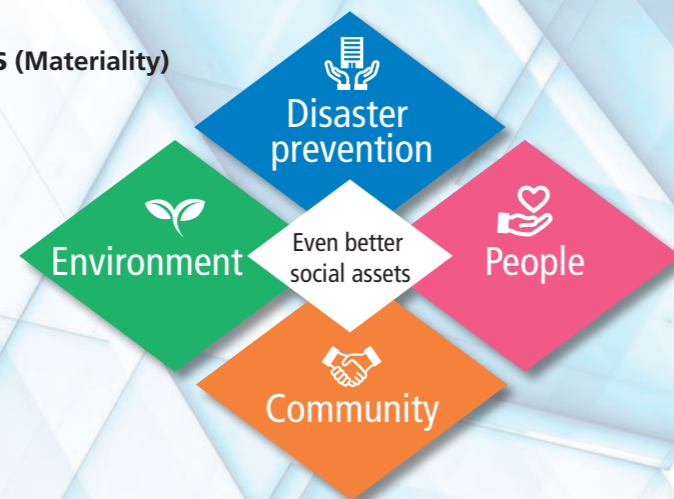 (Materiality)
Disaster
prevention
Environment
Even better
social assets
People
Community